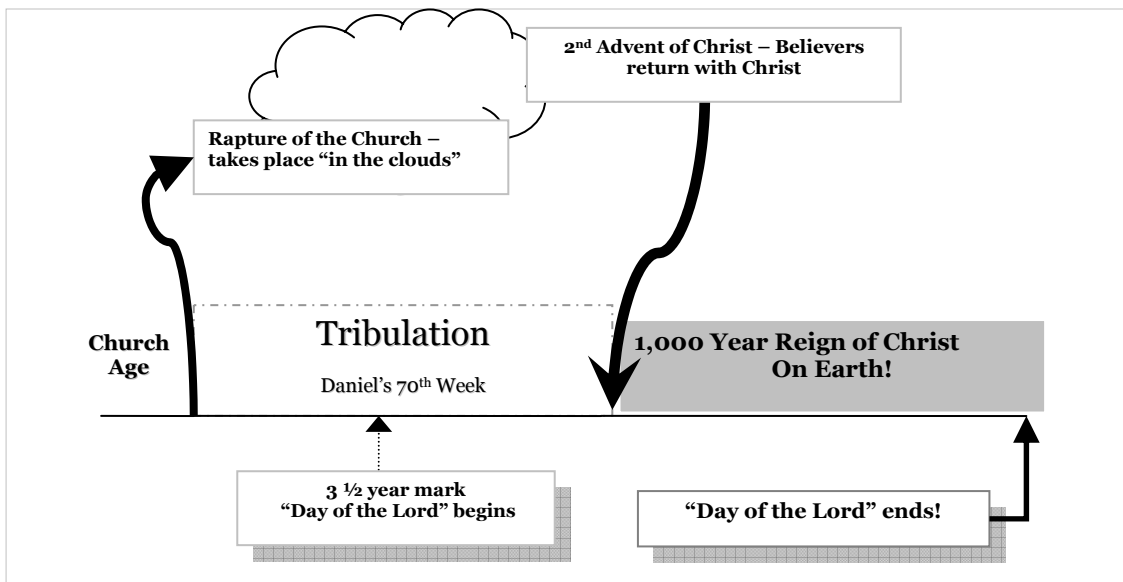 2nd Advent of Christ – Believers
return with Christ
Rapture of the Church –
takes place “in the clouds”
Church
Age
Tribulation
Daniel’s 70th Week
1,000 Year Reign of Christ
On Earth!
3 ½ year mark
“Day of the Lord” begins
“Day of the Lord” ends!